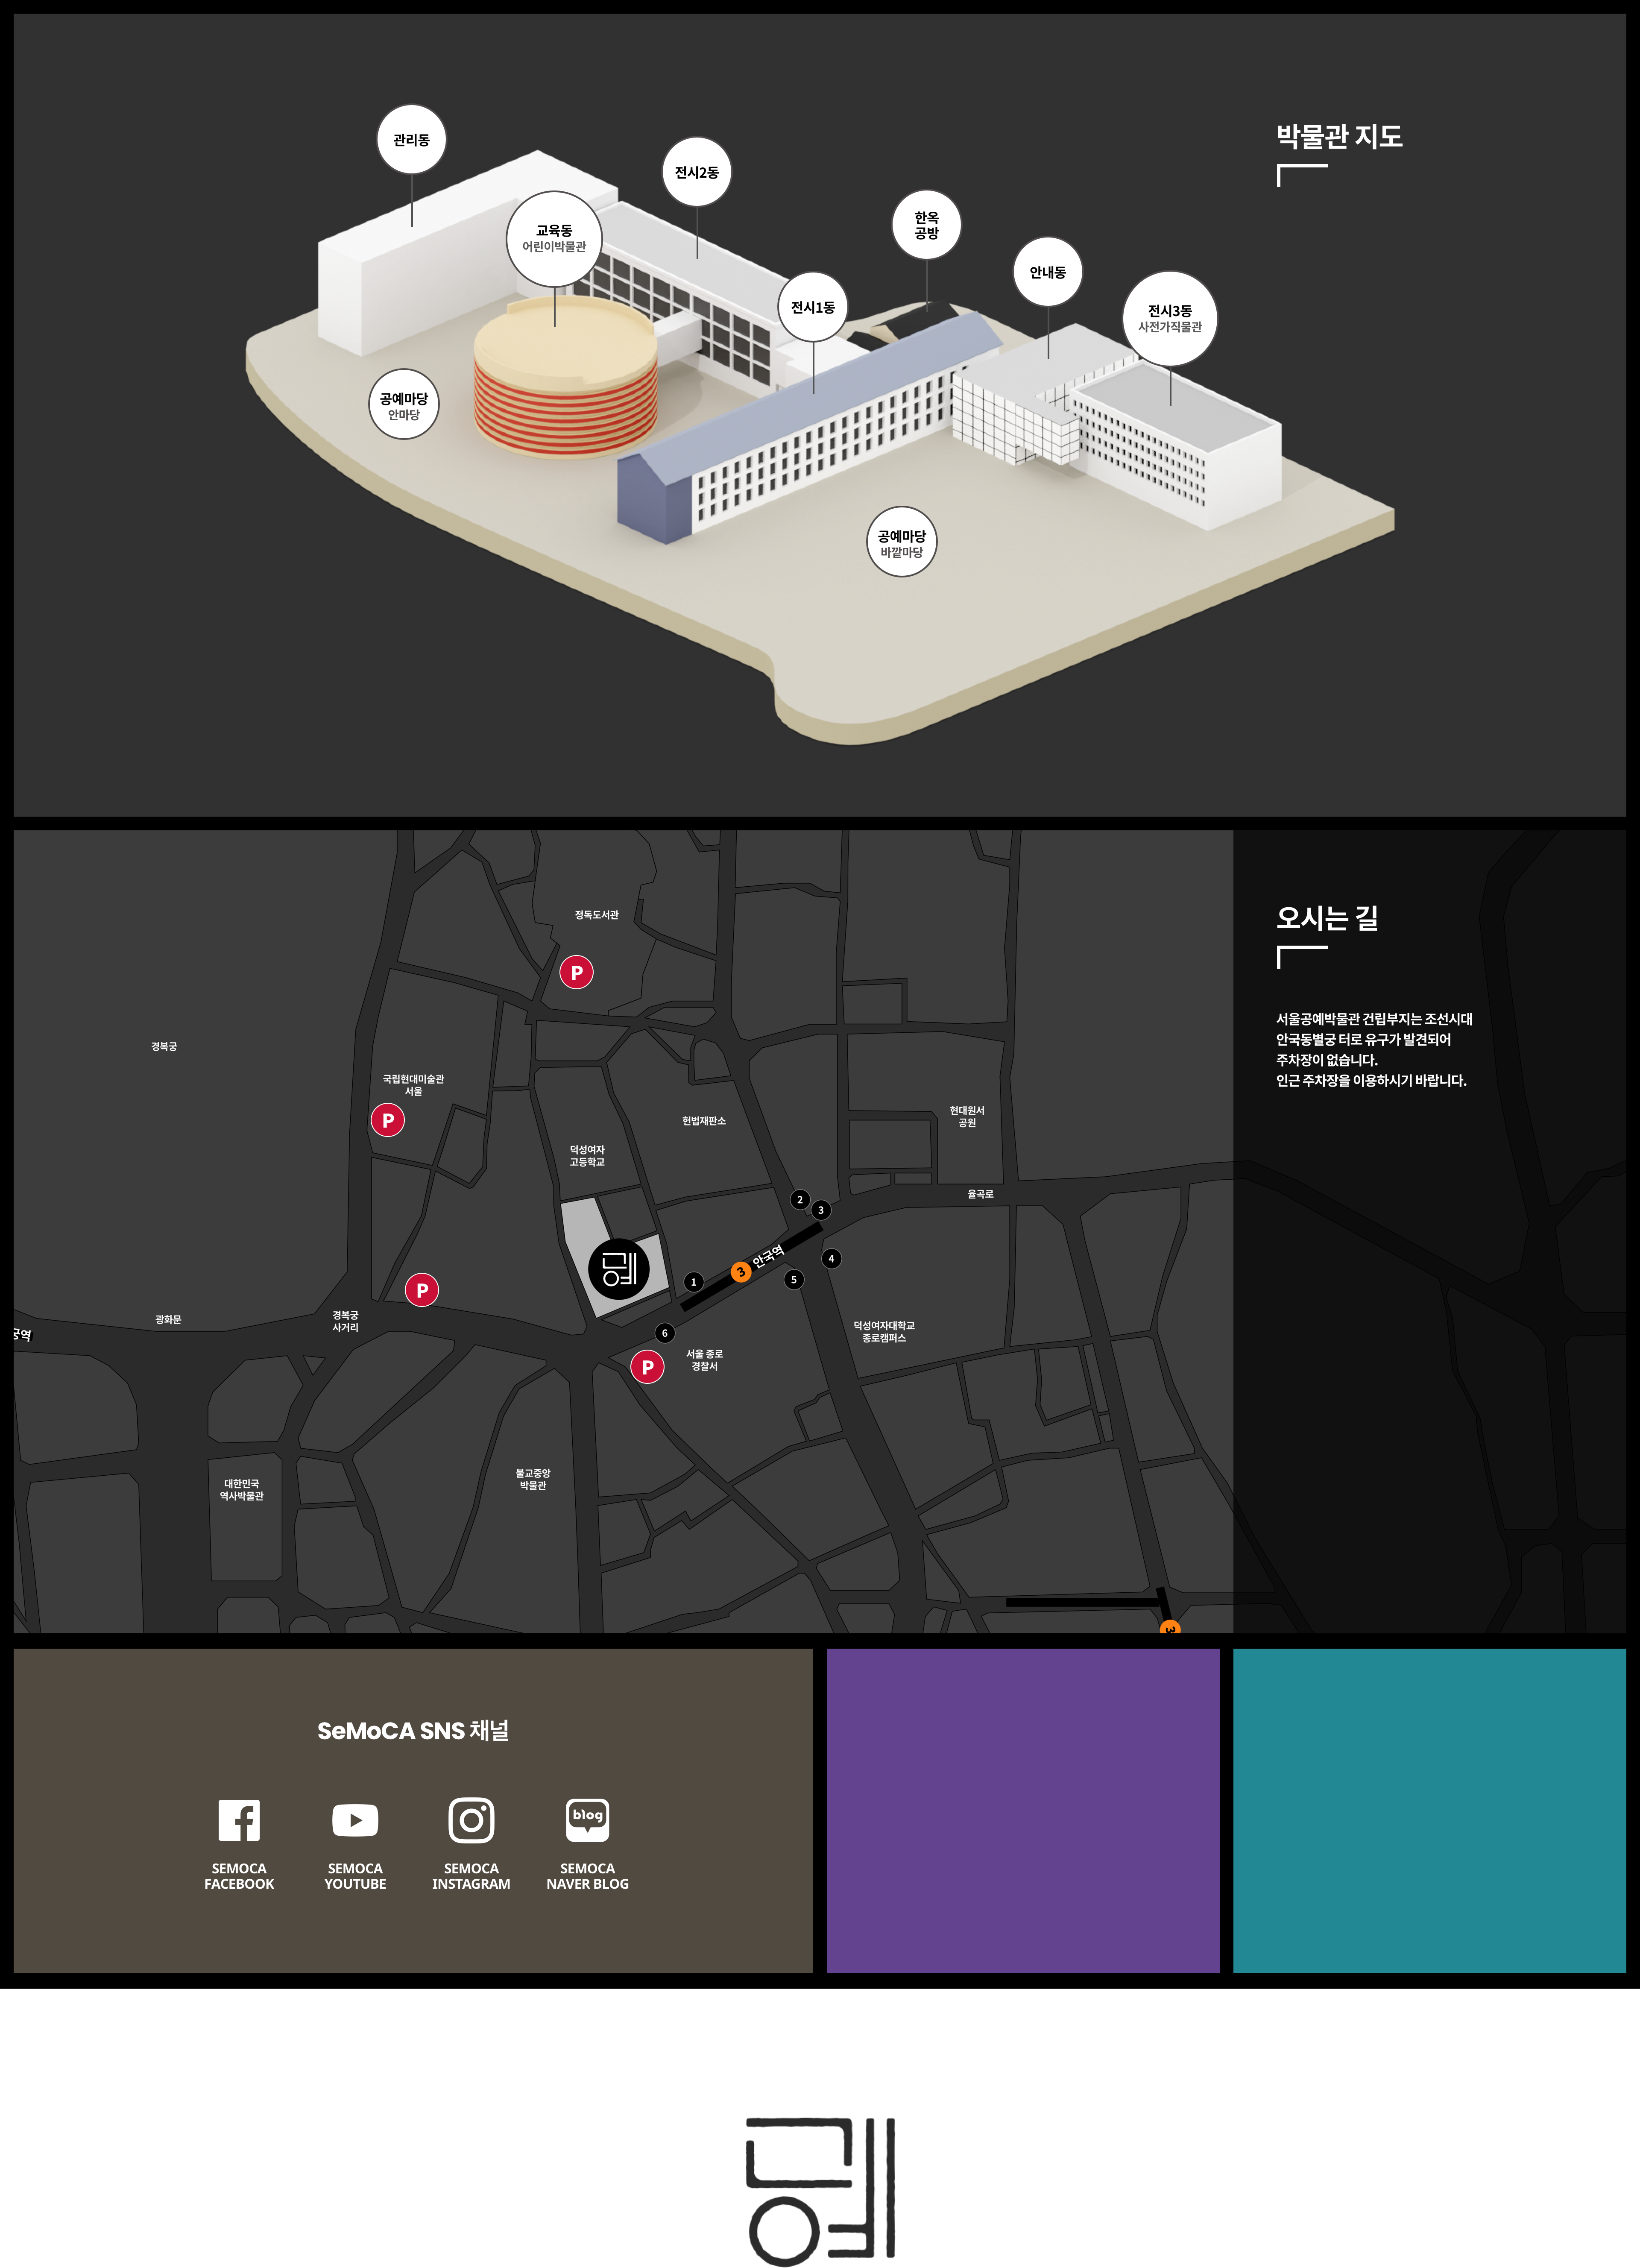 박물관 지도
관리동
전시2동
교육동
어린이박물관
한옥
공방
안내동
전시1동
전시3동
사전가직물관
공예마당
안마당
공예마당
바깥마당
오시는 길
서울공예박물관 건립부지는 조선시대
안국동별궁 터로 유구가 발견되어
주차장이 없습니다.
인근 주차장을 이용하시기 바랍니다.
정독도서관
P
경복궁
국립현대미술관
서울
P
헌법재판소
현대원서
공원
덕성여자
고등학교
율곡로
2
3
4
5
안국역
3
1
공예
P
광화문
경복궁
사거리
궁역
6
P
서울 종로
경찰서
덕성여자대학교
종로캠퍼스
대한민국
역사박물관
불교중앙
박물관
3
SeMoCA SNS 채널
blog
SEMOCA
FACEBOOK
SEMOCA
YOUTUBE
SEMOCA
INSTAGRAM
SEMOCA
NAVER BLOG
공예